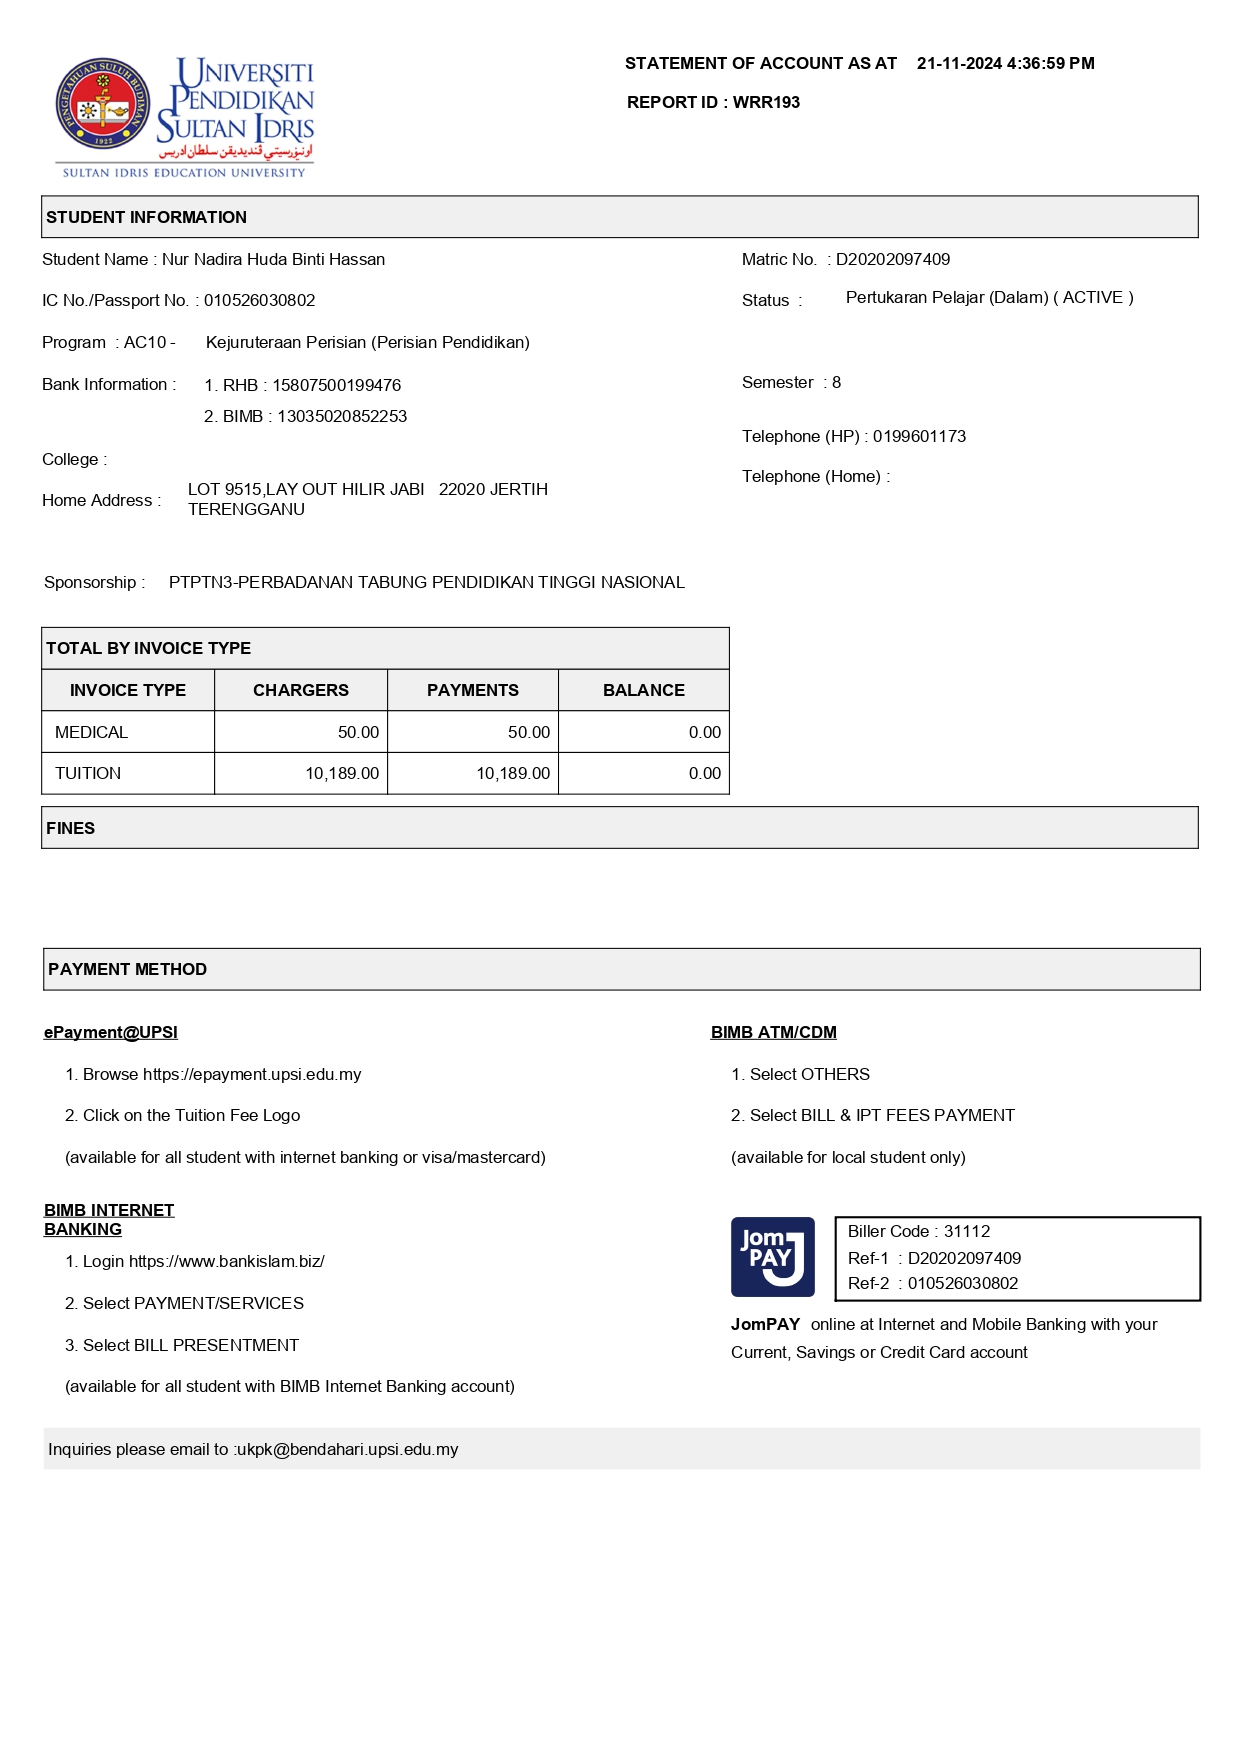 UNIVERSITI
PENDIDIKAN
SULTAN IDRIS
اونيۏرسيتي ڤنديديقن سلطان ادريس
SULTAN IDRIS EDUCATION UNIVERSITY
PENGETAHUAN SULUH BUDIMAN
1922
STATEMENT OF ACCOUNT AS AT 21-11-2024 4:36:59 PM
REPORT ID : WRR193
STUDENT INFORMATION
Student Name : Nur Nadira Huda Binti Hassan
Matric No. : D20202097409
IC No./Passport No. : 010526030802
Status : Pertukaran Pelajar (Dalam) ( ACTIVE )
Program : AC10 - Kejuruteraan Perisian (Perisian Pendidikan)
Bank Information : 1. RHB : 15807500199476
Semester : 8
2. BIMB : 13035020852253
Telephone (HP) : 0199601173
College :
Telephone (Home) :
Home Address : LOT 9515,LAY OUT HILIR JABI 22020 JERTIH
TERENGGANU
Sponsorship : PTPTN3-PERBADANAN TABUNG PENDIDIKAN TINGGI NASIONAL
TOTAL BY INVOICE TYPE
INVOICE TYPE CHARGERS PAYMENTS BALANCE
MEDICAL 50.00 50.00 0.00
TUITION 10,189.00 10,189.00 0.00
FINES
PAYMENT METHOD
ePayment@UPSI
1. Browse https://epayment.upsi.edu.my
2. Click on the Tuition Fee Logo
(available for all student with internet banking or visa/mastercard)
BIMB ATM/CDM
1. Select OTHERS
2. Select BILL & IPT FEES PAYMENT
(available for local student only)
BIMB INTERNET
BANKING
1. Login https://www.bankislam.biz/
2. Select PAYMENT/SERVICES
3. Select BILL PRESENTMENT
(available for all student with BIMB Internet Banking account)
Jom
PAY
Biller Code : 31112
Ref-1 : D20202097409
Ref-2 : 010526030802
JomPAY online at Internet and Mobile Banking with your
Current, Savings or Credit Card account
Inquiries please email to :ukpk@bendahari.upsi.edu.my